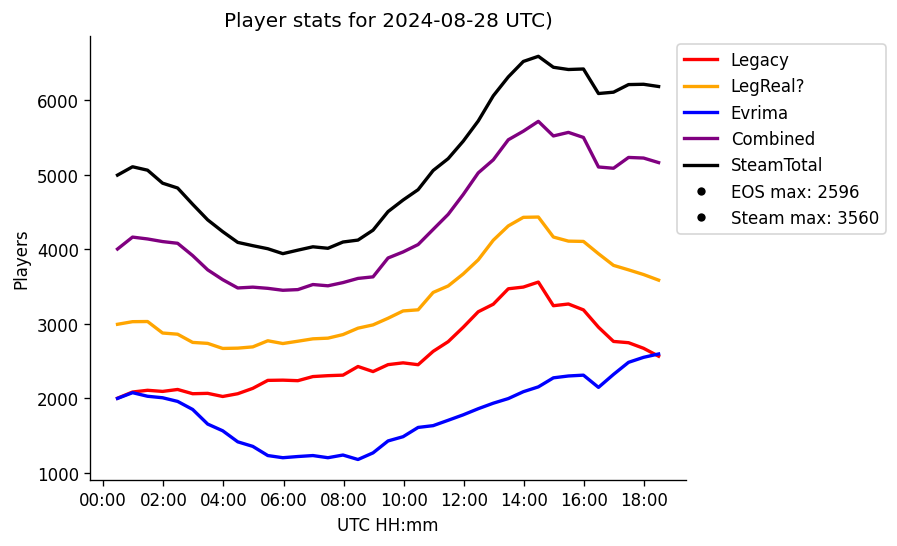 Player stats for 2024-08-28 UTC)
Legacy
LegReal?
Evrima
Combined
SteamTotal
EOS max: 2596
Steam max: 3560
Players
6000
5000
4000
3000
2000
1000
00:00 02:00 04:00 06:00 08:00 10:00 12:00 14:00 16:00 18:00
UTC HH:mm